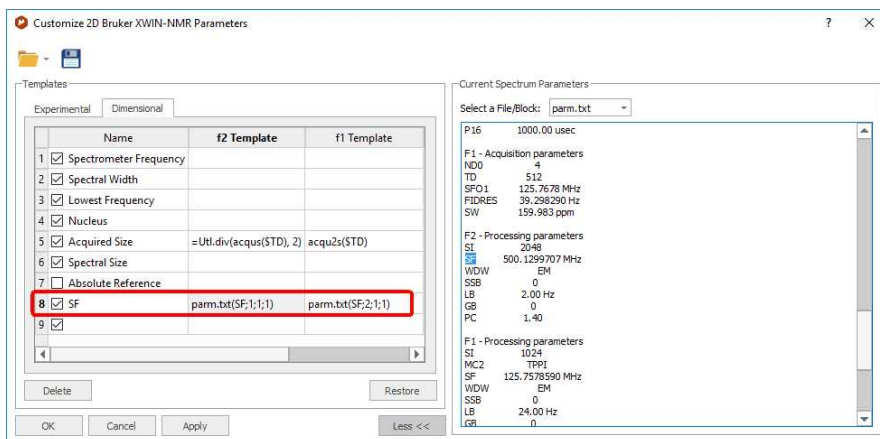 Customize 2D Bruker XWIN-NMR Parameters
?
Templates
Experimental Dimensional
Name f2 Template f1 Template
1 Spectrometer Frequency
2 Spectral Width
3 Lowest Frequency
4 Nucleus
5 Acquired Size =Utl.div(acqus($TD), 2) acqu2s($TD)
6 Spectral Size
7 Absolute Reference
8 SF parm.txt(SF;1;1;1) parm.txt(SF;2;1;1)
9
Delete Restore
OK Cancel Apply Less <<
Current Spectrum Parameters
Select a File/Block: parm.txt
P16 1000.00 usec
F1 - Acquisition parameters
ND0 4
TD 512
SFO1 125.7678 MHz
FIDRES 39.298290 Hz
SW 159.983 ppm
F2 - Processing parameters
SI 2048
SF 500.1299707 MHz
WDW EM
SSB 0
LB 2.00 Hz
GB 0
PC 1.40
F1 - Processing parameters
SI 1024
MC2 TPPI
SF 125.7578590 MHz
WDW EM
SSB 0
LB 24.00 Hz
GB 0